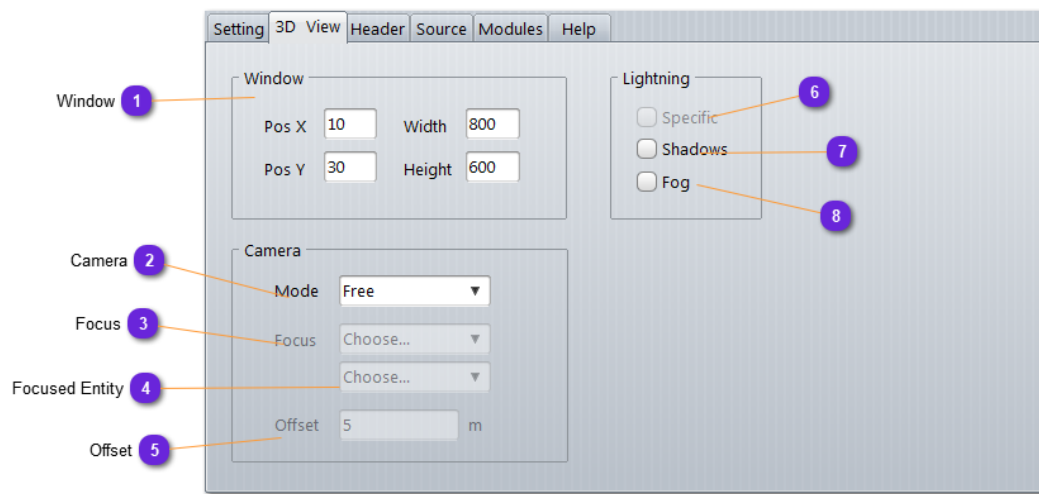 Setting 3D View Header Source Modules Help
Window
Window 1
Pos X 10 Width 800
Pos Y 30 Height 600
Lightning
Specific 6
Shadows 7
Fog 8
Camera
Camera 2
Mode Free
Focus 3
Focus Choose...
Focused Entity 4 Choose...
Offset 5 m
Offset 5